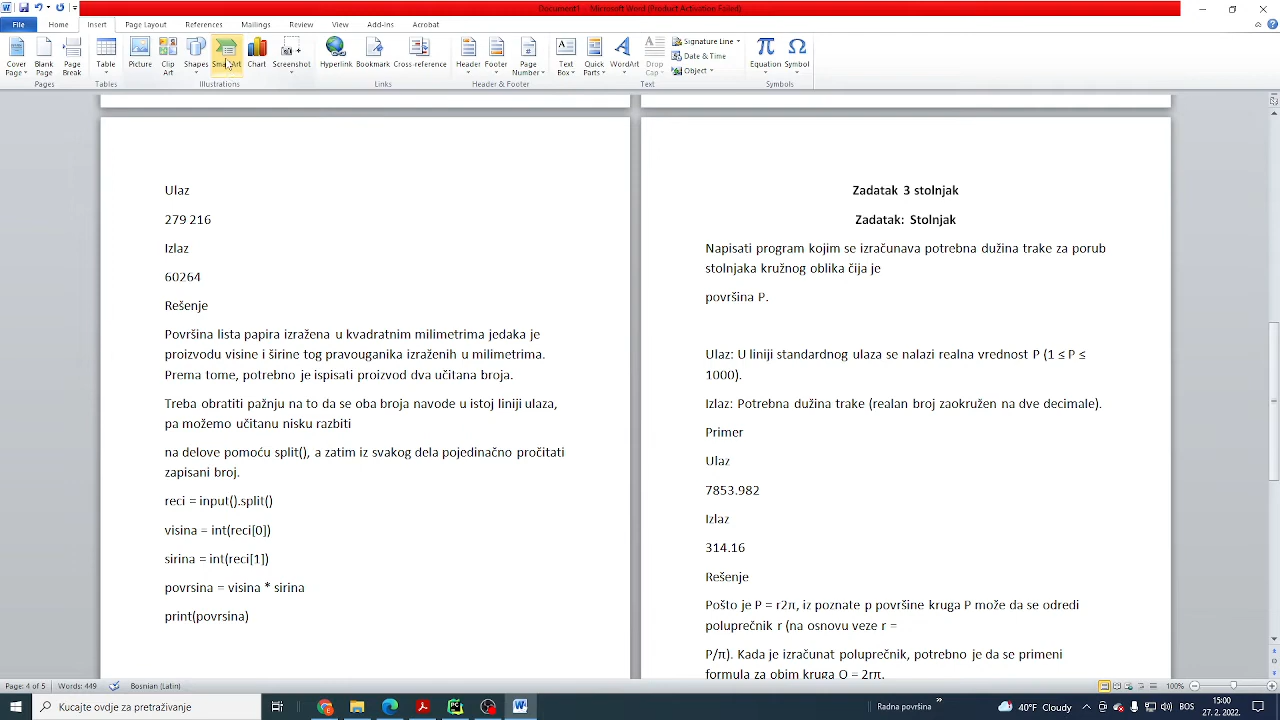 Document1 - Microsoft Word (Product Activation Failed)
Home Insert Page Layout References Mailings Review View Add-Ins Acrobat
Cover Page
Blank Page
Page Break
Table
Picture
Clip Art
Shapes
SmartArt
Chart
Screenshot
Hyperlink
Bookmark
Cross-reference
Header
Footer
Page Number
Text Box
Quick Parts
WordArt
Drop Cap
Signature Line
Date & Time
Object
Equation
Symbol
Pages Tables Illustrations Links Header & Footer Text Symbols
Ulaz
279 216
Izlaz
60264
Rešenje
Površina lista papira izražena u kvadratnim milimetrima jedaka je
proizvodu visine i širine tog pravouganika izraženih u milimetrima.
Prema tome, potrebno je ispisati proizvod dva učitana broja.
Treba obratiti pažnju na to da se oba broja navode u istoj liniji ulaza,
pa možemo učitanu nisku razbiti
na delove pomoću split(), a zatim iz svakog dela pojedinačno pročitati
zapisani broj.
reci = input().split()
visina = int(reci[0])
sirina = int(reci[1])
povrsina = visina * sirina
print(povrsina)
Zadatak 3 stolnjak
Zadatak: Stolnjak
Napisati program kojim se izračunava potrebna dužina trake za porub
stolnjaka kružnog oblika čija je
površina P.
Ulaz: U liniji standardnog ulaza se nalazi realna vrednost P (1 ≤ P ≤
1000).
Izlaz: Potrebna dužina trake (realan broj zaokružen na dve decimale).
Primer
Ulaz
7853.982
Izlaz
314.16
Rešenje
Pošto je P = r2π, iz poznate p površine kruga P može da se odredi
poluprečnik r (na osnovu veze r =
P/π). Kada je izračunat poluprečnik, potrebno je da se primeni
formula za obim kruga O = 2rπ.
Page: 4 of 5 Words: 449 Bosnian (Latin) 100%
Kucajte ovdje za pretraživanje
Radna površina
40°F Cloudy
BOS
15:00
27. 2. 2022.